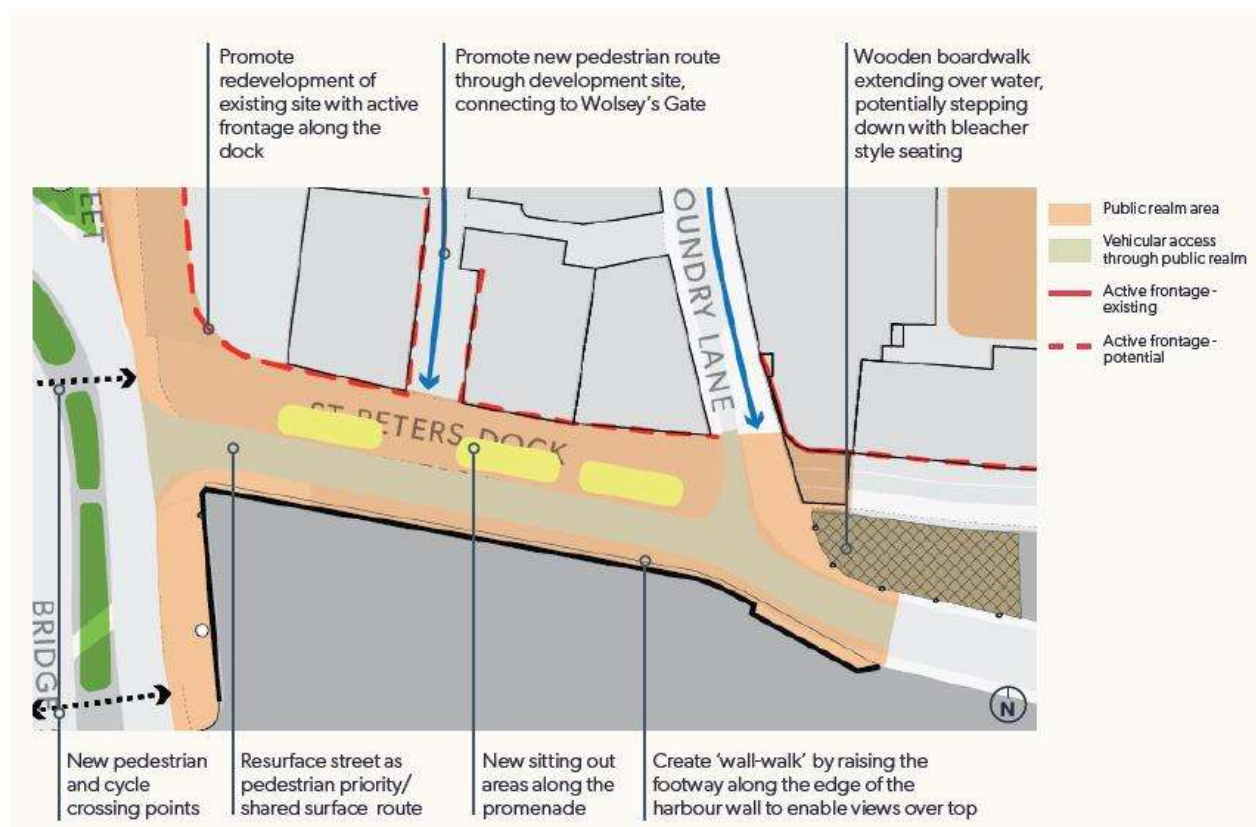 Promote
redevelopment of
existing site with active
frontage along the
dock
Promote new pedestrian route
through development site,
connecting to Wolsey's Gate
Wooden boardwalk
extending over water,
potentially stepping
down with bleacher
style seating
EET
OUNDRY LANE
Public realm area
Vehicular access
through public realm
Active frontage -
existing
Active frontage -
potential
ST PETERS DOCK
BRIDGE
N
New pedestrian
and cycle
crossing points
Resurface street as
pedestrian priority/
shared surface route
New sitting out
areas along the
promenade
Create ‘wall-walk’ by raising the
footway along the edge of the
harbour wall to enable views over top